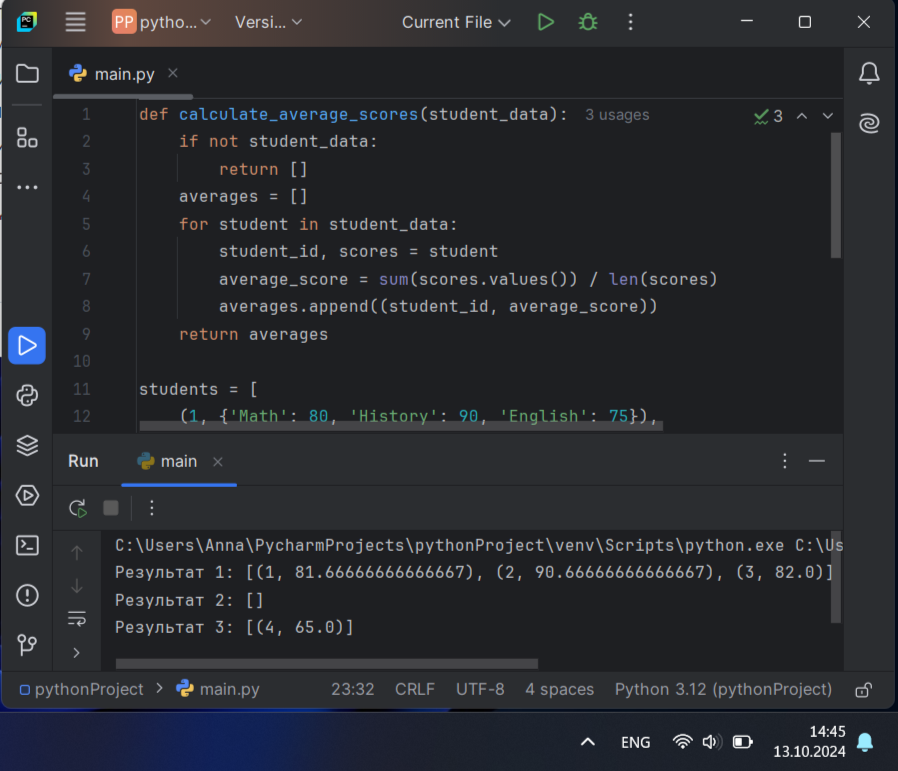 PC
PP pytho... Versi... Current File
main.py
1 def calculate_average_scores(student_data): 3 usages
3
2 if not student_data:
3 return []
4 averages = []
5 for student in student_data:
6 student_id, scores = student
7 average_score = sum(scores.values()) / len(scores)
8 averages.append((student_id, average_score))
9 return averages
10
11 students = [
12 (1, {'Math': 80, 'History': 90, 'English': 75}),
Run main
C:\Users\Anna\PycharmProjects\pythonProject\venv\Scripts\python.exe C:\Us
Результат 1: [(1, 81.66666666666667), (2, 90.66666666666667), (3, 82.0)]
Результат 2: []
Результат 3: [(4, 65.0)]
pythonProject > main.py 23:32 CRLF UTF-8 4 spaces Python 3.12 (pythonProject)
ENG
14:45
13.10.2024